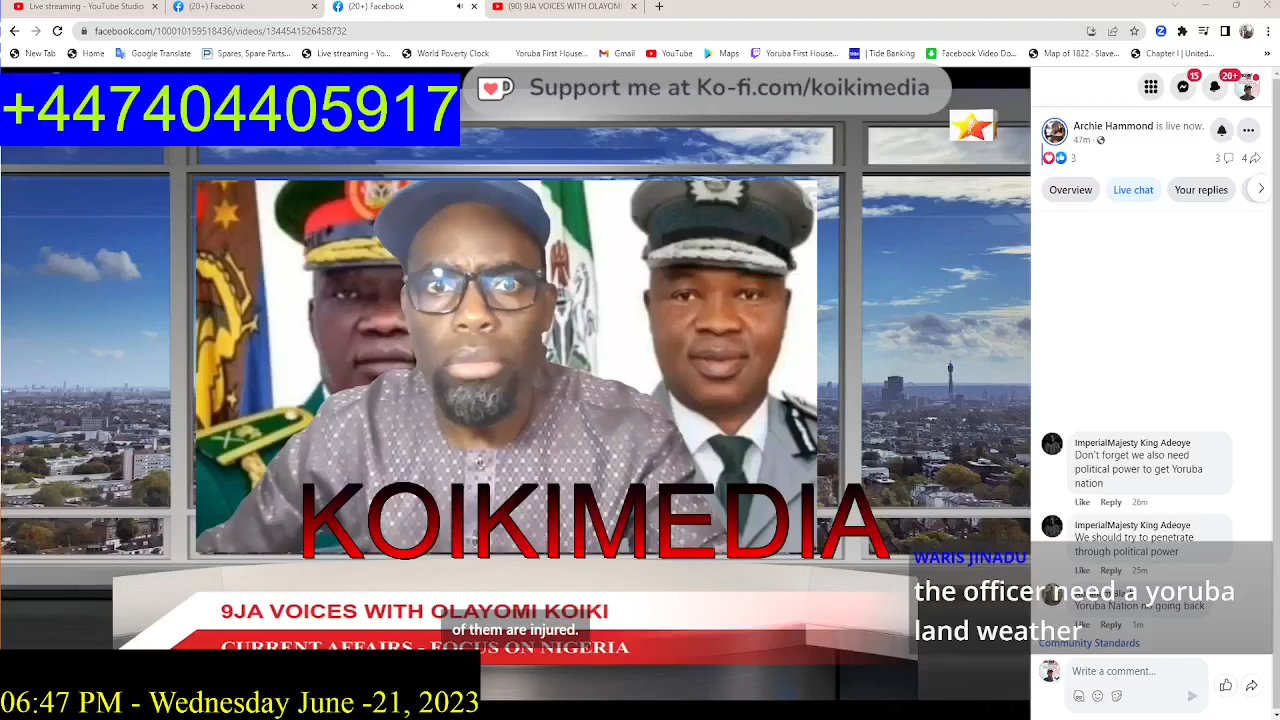 Live streaming - YouTube Studio
(20+) Facebook
(20+) Facebook
(90) 9JA VOICES WITH OLAYOMI
facebook.com/100010159518436/videos/1344541526458732
New Tab
Home
Google Translate
Spares, Spare Parts...
Live streaming - Yo...
World Poverty Clock
Yoruba First House...
Gmail
YouTube
Maps
Yoruba First House...
Tide Banking
Facebook Video Do...
Map of 1822 - Slave...
Chapter I | United...
+447404405917
Support me at Ko-fi.com/koikimedia
15
20+
Archie Hammond is live now.
47m
3
3
4
Overview
Live chat
Your replies
KOIKIMEDIA
9JA VOICES WITH OLAYOMI KOIKI
of them are injured.
CURRENT AFFAIRS - FOCUS ON NIGERIA
06:47 PM - Wednesday June -21, 2023
ImperialMajesty King Adeoye
Don't forget we also need
political power to get Yoruba
nation
Like Reply 26m
ImperialMajesty King Adeoye
We should try to penetrate
through political power
Like Reply 25m
WARIS JINADU
the officer need a yoruba
land weather
Yoruba Nation no going back
Like Reply 1m
Community Standards
Write a comment...